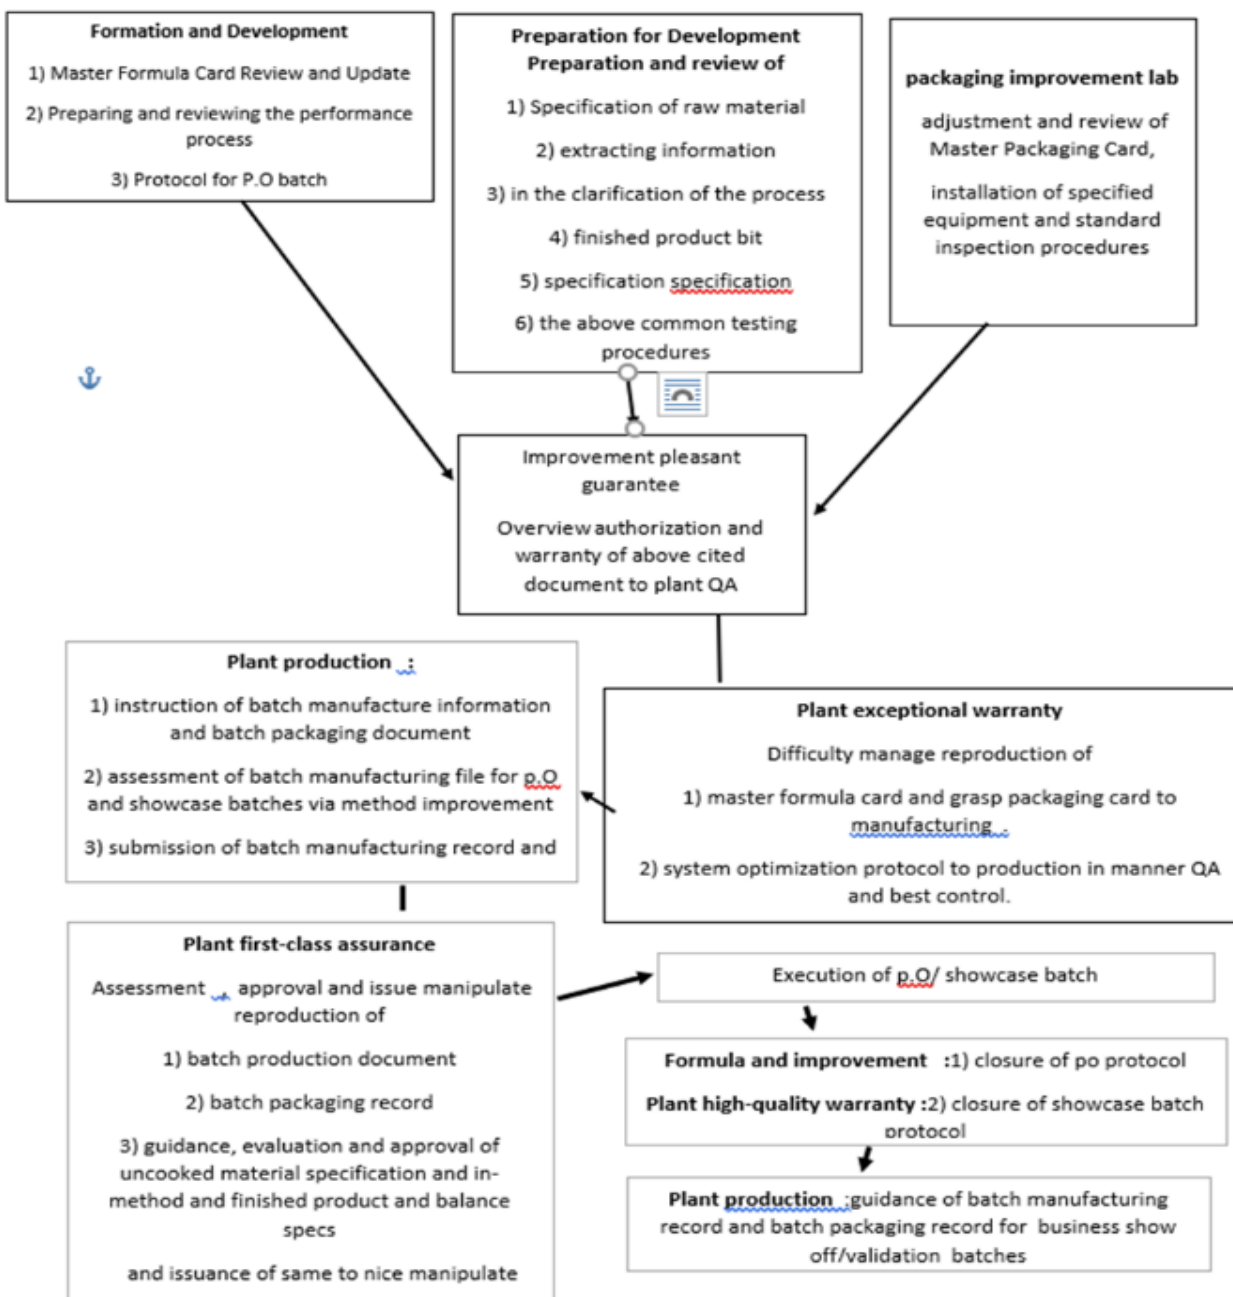 Formation and Development
1) Master Formula Card Review and Update
2) Preparing and reviewing the performance
process
3) Protocol for P.O batch
Preparation for Development
Preparation and review of
1) Specification of raw material
2) extracting information
3) in the clarification of the process
4) finished product bit
5) specification specification
6) the above common testing
procedures
packaging improvement lab
adjustment and review of
Master Packaging Card,
installation of specified
equipment and standard
inspection procedures
Improvement pleasant
guarantee
Overview authorization and
warranty of above cited
document to plant QA
Plant production :
1) instruction of batch manufacture information
and batch packaging document
2) assessment of batch manufacturing file for p.O
and showcase batches via method improvement
3) submission of batch manufacturing record and
Plant exceptional warranty
Difficulty manage reproduction of
1) master formula card and grasp packaging card to
manufacturing .
2) system optimization protocol to production in manner QA
and best control.
Plant first-class assurance
Assessment , approval and issue manipulate
reproduction of
1) batch production document
2) batch packaging record
3) guidance, evaluation and approval of
uncooked material specification and in-
method and finished product and balance
specs
and issuance of same to nice manipulate
Execution of p.O/ showcase batch
Formula and improvement :1) closure of po protocol
Plant high-quality warranty :2) closure of showcase batch
protocol
Plant production :guidance of batch manufacturing
record and batch packaging record for business show
off/validation batches